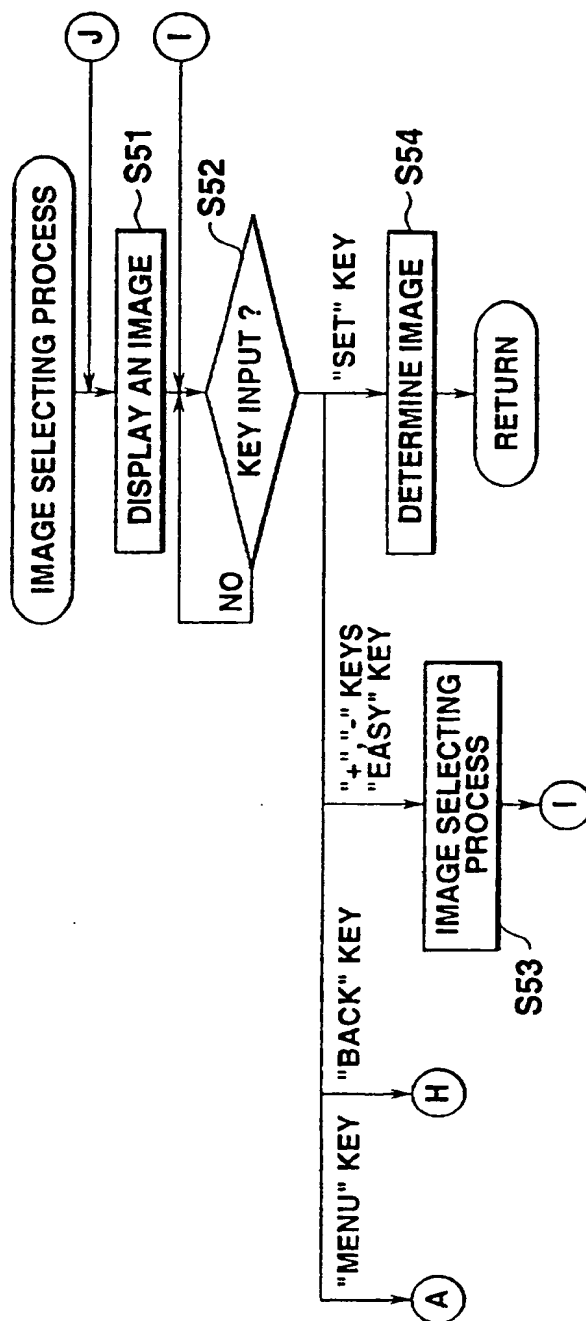 IMAGE SELECTING PROCESS
J
DISPLAY AN IMAGE
S51
I
KEY INPUT ?
S52
NO
"MENU" KEY
"BACK" KEY
"+","-" KEYS
"EASY" KEY
"SET" KEY
A
H
IMAGE SELECTING
PROCESS
S53
I
DETERMINE IMAGE
S54
RETURN